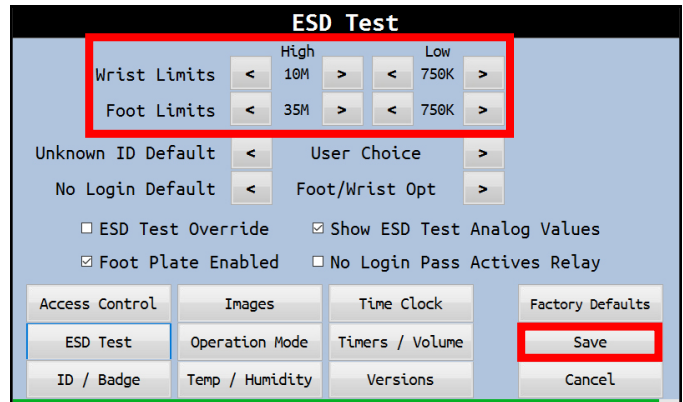 ESD Test
High Low
Wrist Limits < 10M > < 750K >
Foot Limits < 35M > < 750K >
Unknown ID Default < User Choice >
No Login Default < Foot/Wrist Opt >
ESD Test Override Show ESD Test Analog Values
Foot Plate Enabled No Login Pass Actives Relay
Access Control Images Time Clock Factory Defaults
ESD Test Operation Mode Timers / Volume Save
ID / Badge Temp / Humidity Versions Cancel